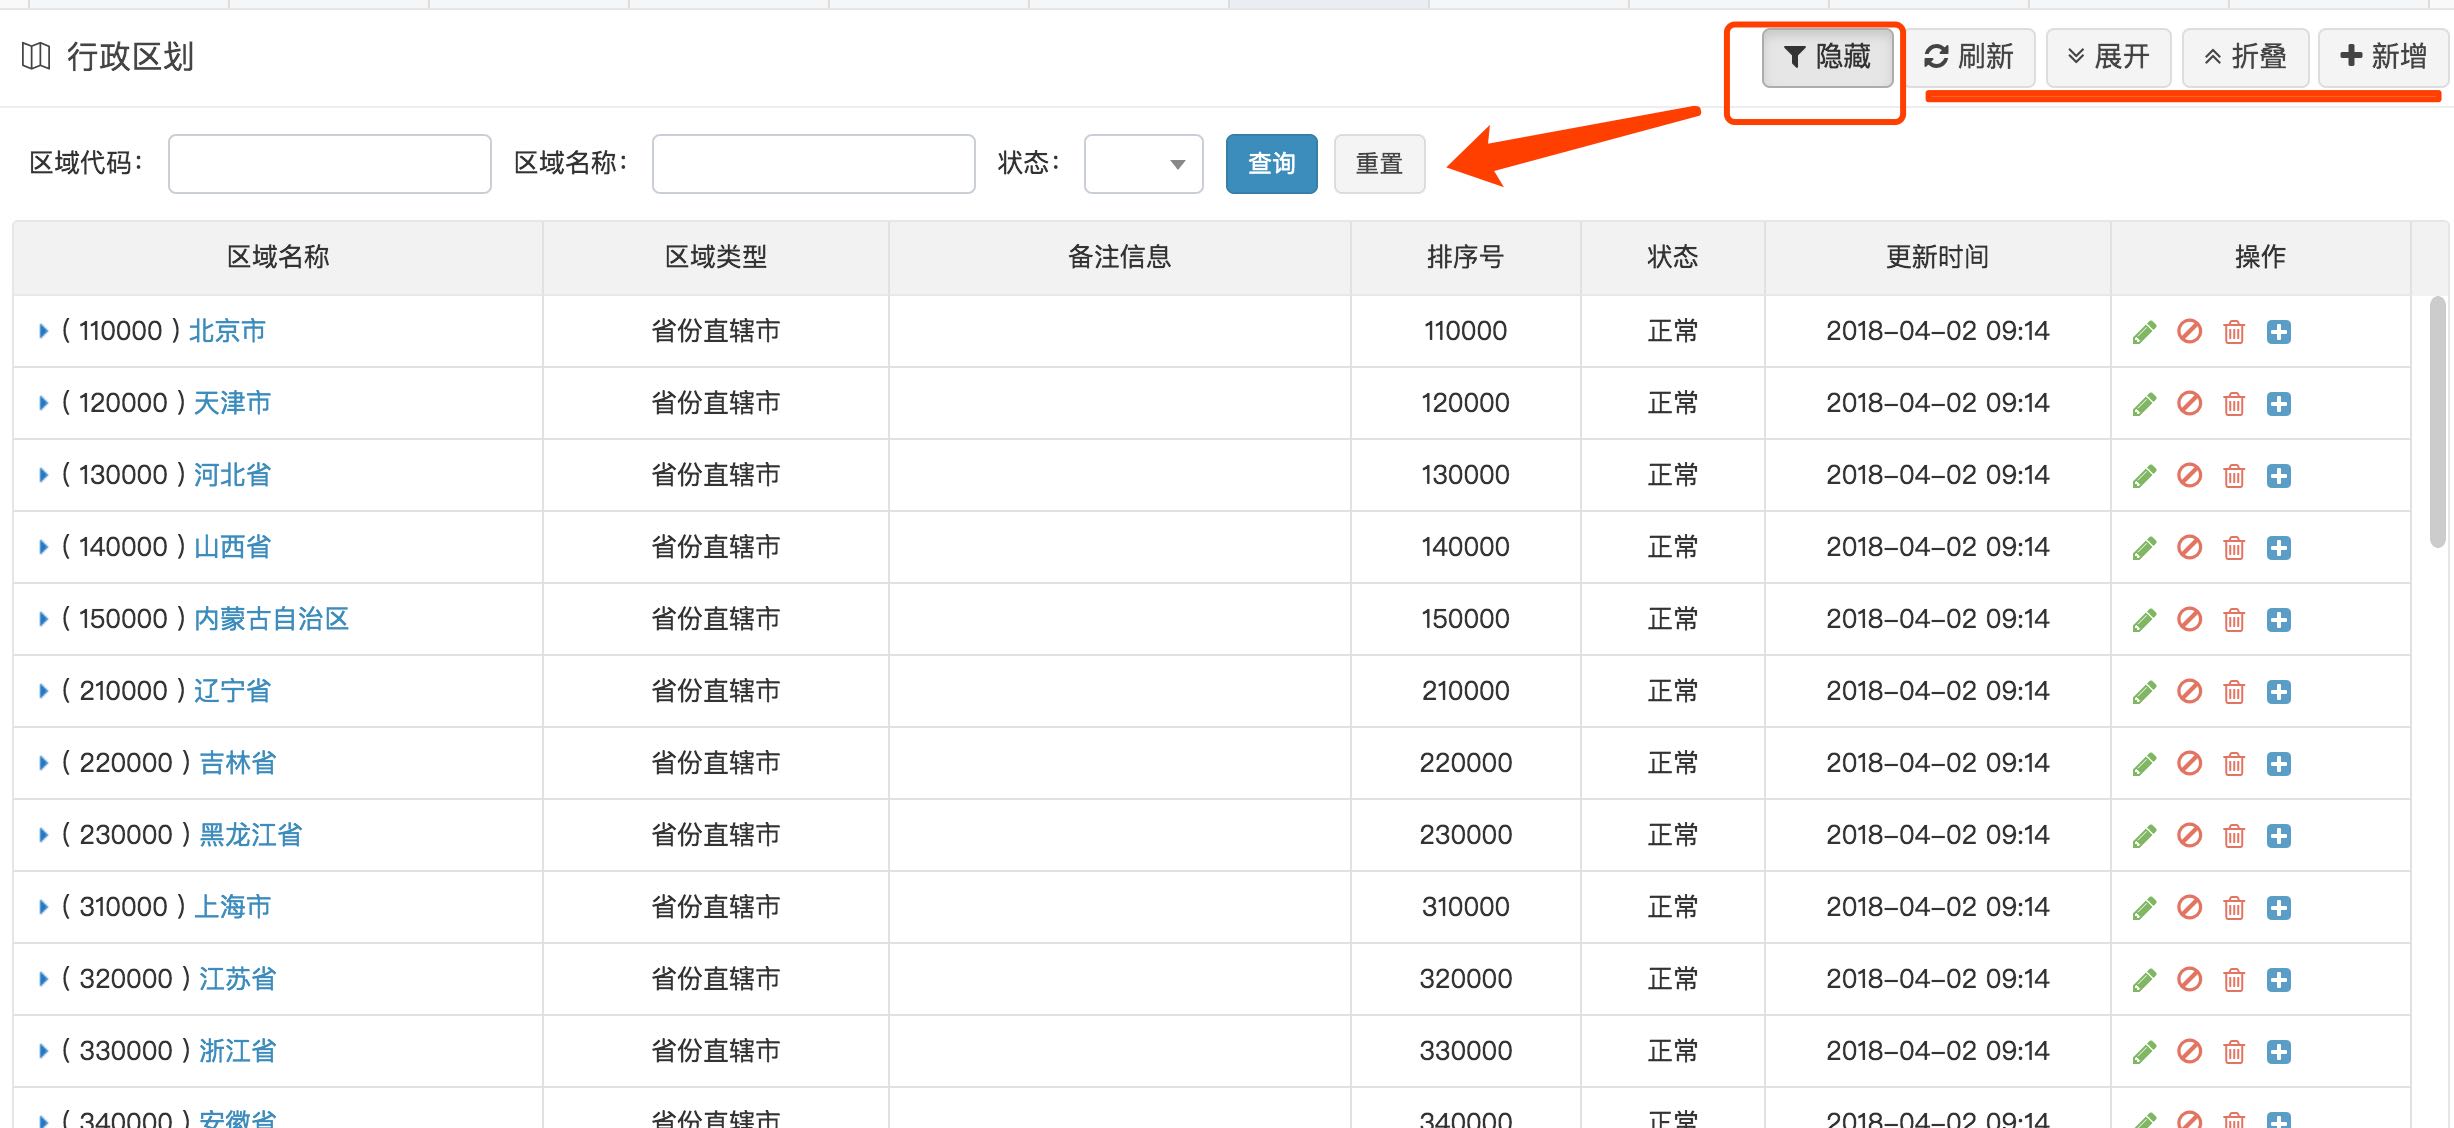 行政区划 隐藏 刷新 展开 折叠 新增
区域代码： 区域名称： 状态： 查询 重置
区域名称 区域类型 备注信息 排序号 状态 更新时间 操作
( 110000 ) 北京市 省份直辖市 110000 正常 2018-04-02 09:14
( 120000 ) 天津市 省份直辖市 120000 正常 2018-04-02 09:14
( 130000 ) 河北省 省份直辖市 130000 正常 2018-04-02 09:14
( 140000 ) 山西省 省份直辖市 140000 正常 2018-04-02 09:14
( 150000 ) 内蒙古自治区 省份直辖市 150000 正常 2018-04-02 09:14
( 210000 ) 辽宁省 省份直辖市 210000 正常 2018-04-02 09:14
( 220000 ) 吉林省 省份直辖市 220000 正常 2018-04-02 09:14
( 230000 ) 黑龙江省 省份直辖市 230000 正常 2018-04-02 09:14
( 310000 ) 上海市 省份直辖市 310000 正常 2018-04-02 09:14
( 320000 ) 江苏省 省份直辖市 320000 正常 2018-04-02 09:14
( 330000 ) 浙江省 省份直辖市 330000 正常 2018-04-02 09:14
( 340000 ) 安徽省 省份直辖市 340000 正常 2018-04-02 09:14